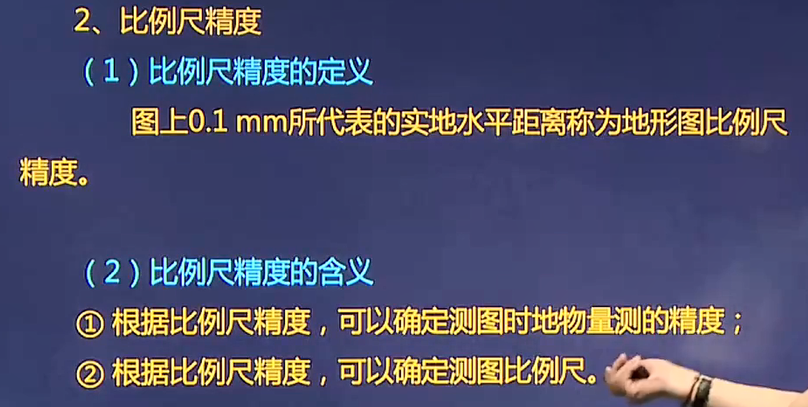 2、比例尺精度
（1）比例尺精度的定义
图上0.1 mm所代表的实地水平距离称为地形图比例尺
精度。
（2）比例尺精度的含义
① 根据比例尺精度，可以确定测图时地物量测的精度；
② 根据比例尺精度，可以确定测图比例尺。